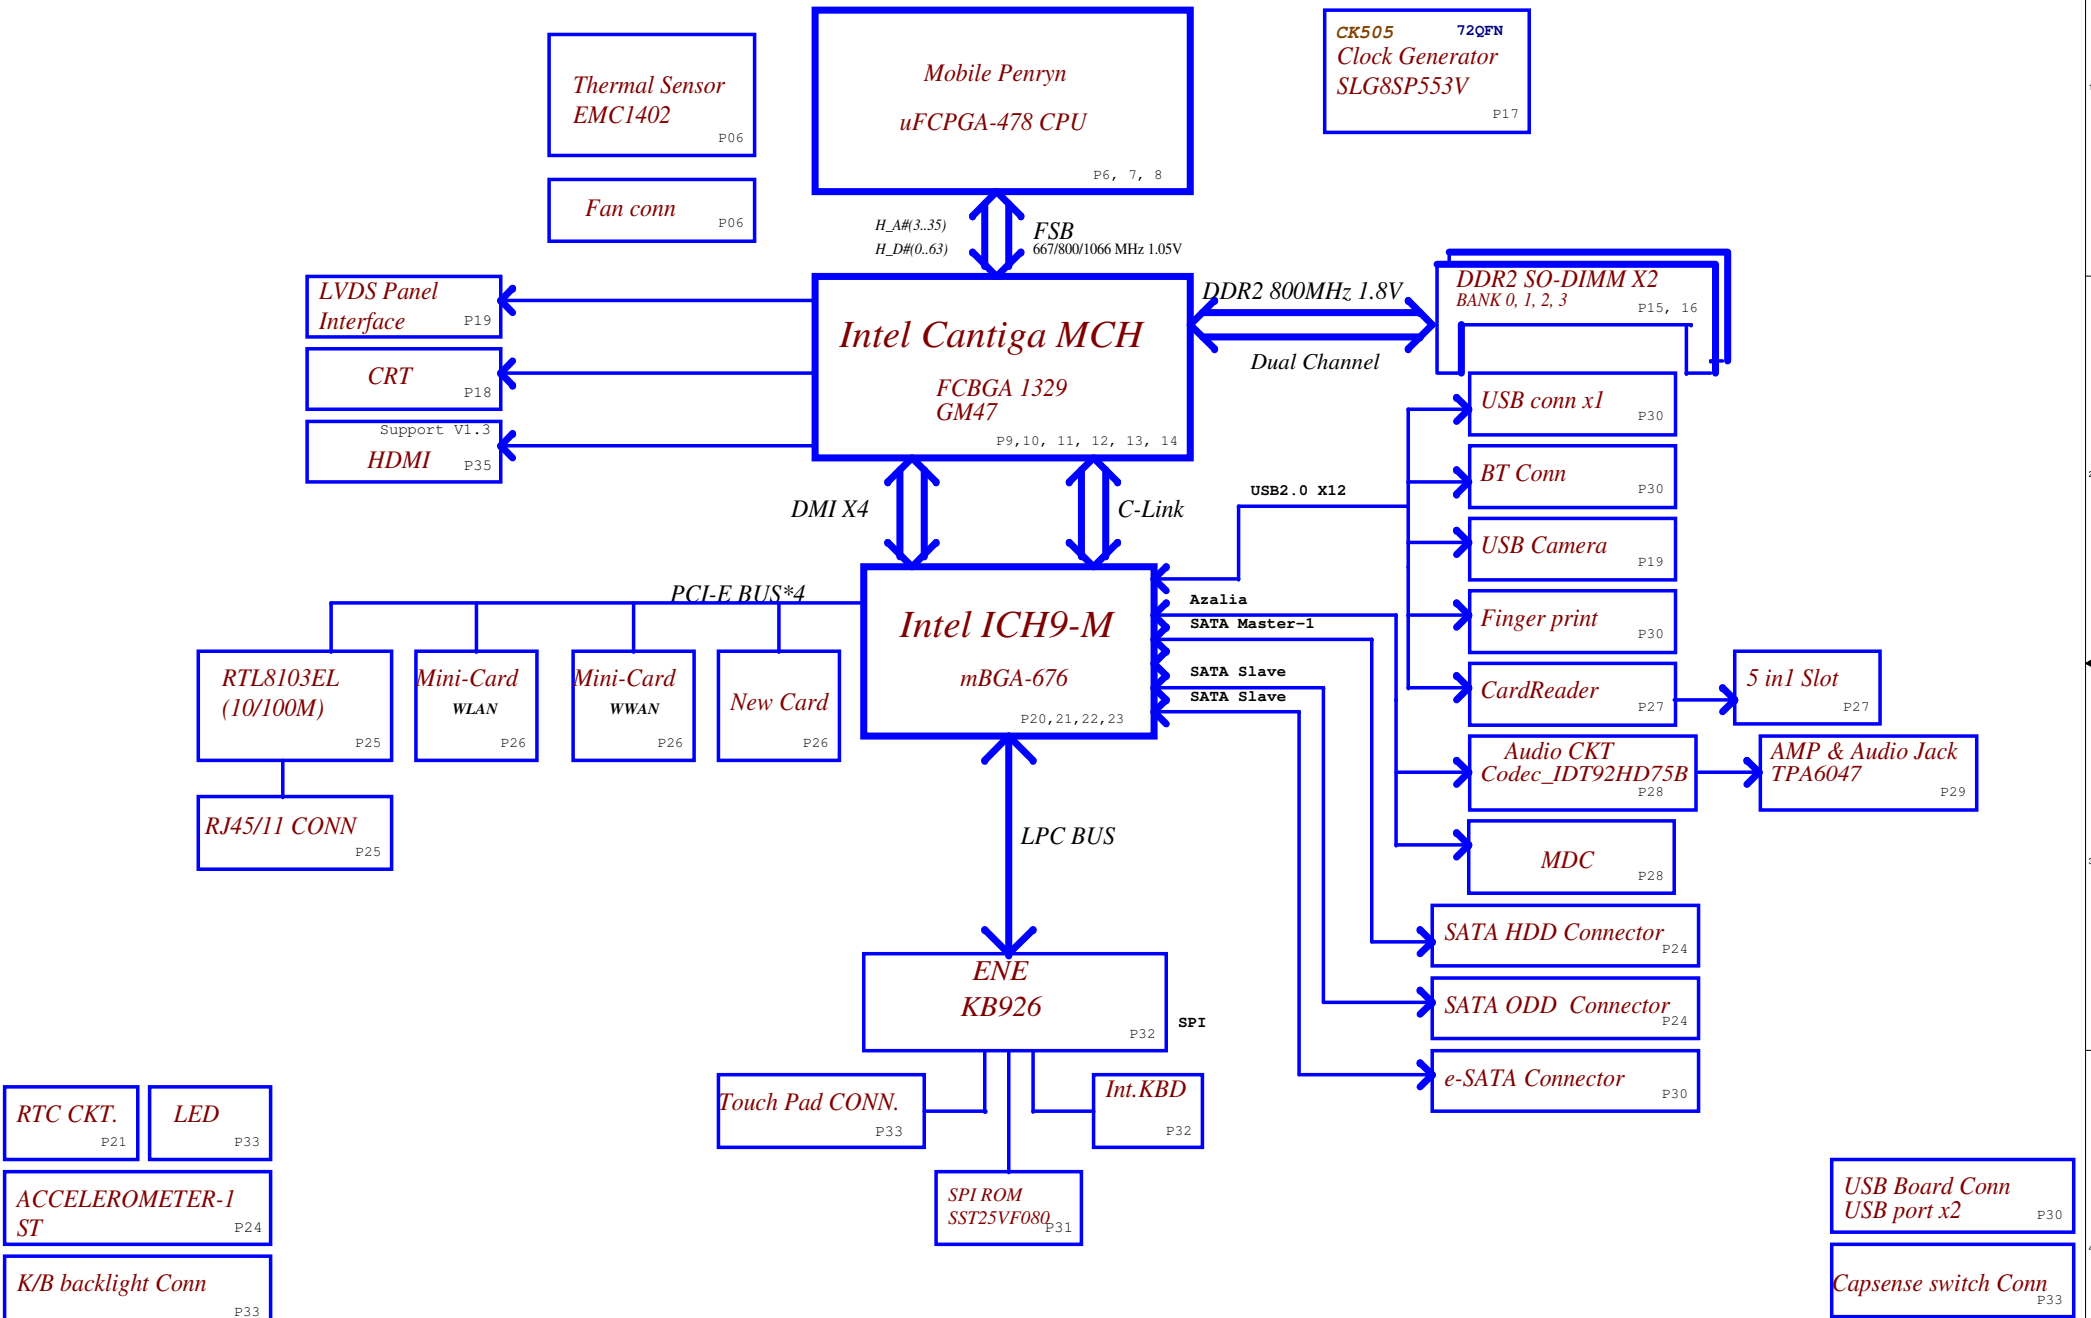 Thermal Sensor
EMC1402
P06
Fan conn
P06
Mobile Penryn
uFCPGA-478 CPU
P6, 7, 8
CK505 72QFN
Clock Generator
SLG8SP553V
P17
H_A#(3..35)
H_D#(0..63)
FSB
667/800/1066 MHz 1.05V
LVDS Panel
Interface P19
CRT
P18
Support V1.3
HDMI P35
Intel Cantiga MCH
FCBGA 1329
GM47
P9,10, 11, 12, 13, 14
DDR2 800MHz 1.8V
Dual Channel
DDR2 SO-DIMM X2
BANK 0, 1, 2, 3 P15, 16
DMI X4
C-Link
USB2.0 X12
USB conn x1
P30
BT Conn
P30
USB Camera
P19
Finger print
P30
CardReader
P27
5 in1 Slot
P27
PCI-E BUS*4
Intel ICH9-M
mBGA-676
P20,21,22,23
Azalia
SATA Master-1
SATA Slave
SATA Slave
RTL8103EL
(10/100M)
P25
Mini-Card
WLAN
P26
Mini-Card
WWAN
P26
New Card
P26
RJ45/11 CONN
P25
Audio CKT
Codec_IDT92HD75B
P28
AMP & Audio Jack
TPA6047
P29
MDC
P28
LPC BUS
SATA HDD Connector
P24
SATA ODD Connector
P24
e-SATA Connector
P30
ENE
KB926
P32
SPI
Touch Pad CONN.
P33
Int.KBD
P32
SPI ROM
SST25VF080
P31
RTC CKT.
P21
LED
P33
ACCELEROMETER-1
ST P24
K/B backlight Conn
P33
USB Board Conn
USB port x2 P30
Capsense switch Conn
P33